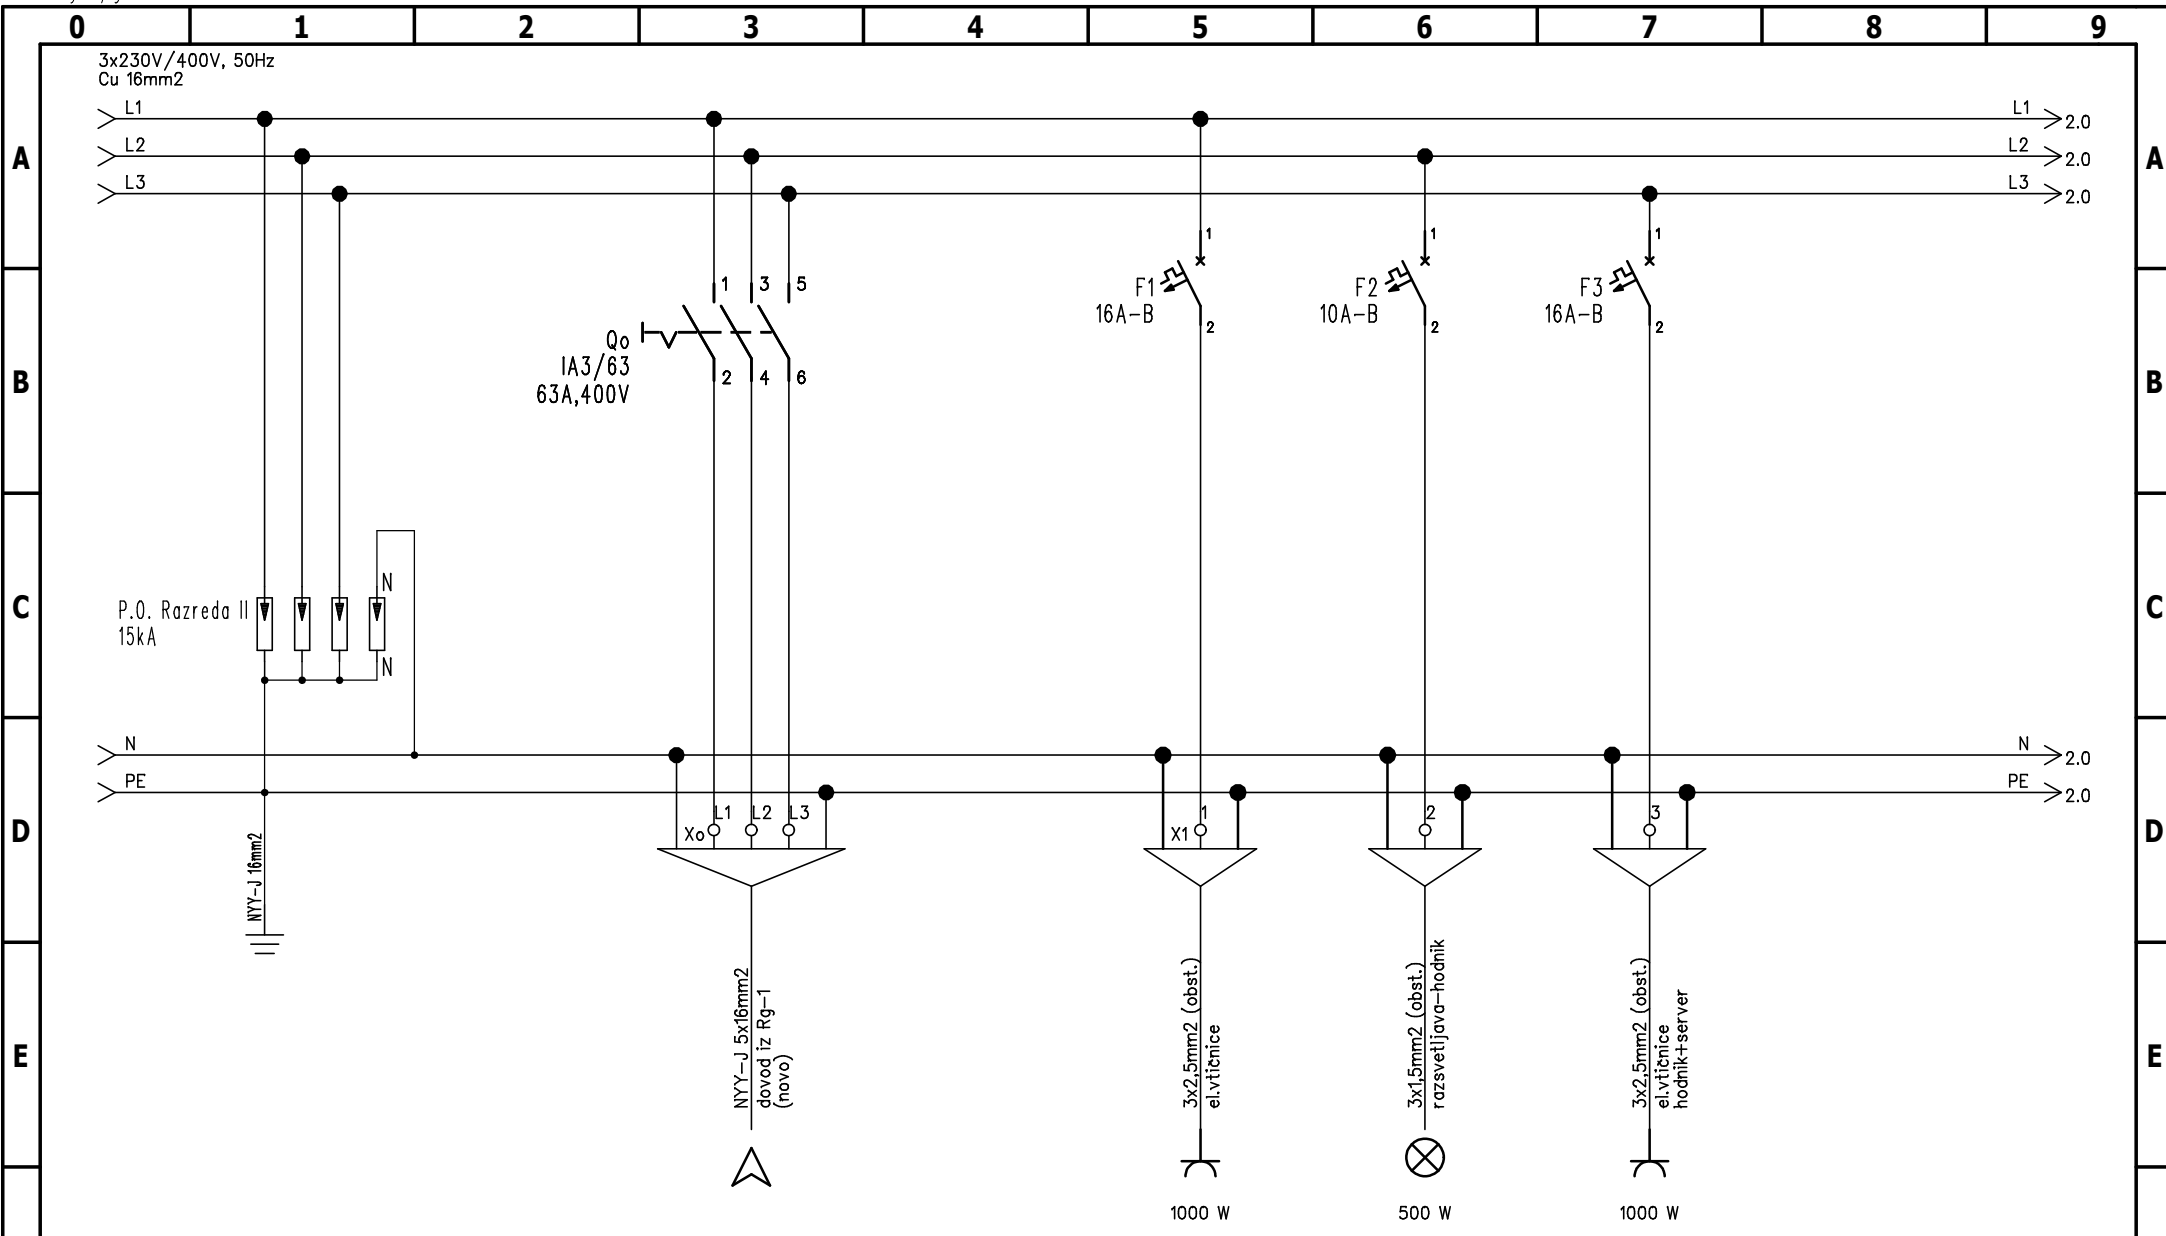 0 1 2 3 4 5 6 7 8 9
3x230V/400V, 50Hz
Cu 16mm2
L1 L1 2.0
L2 L2 2.0
L3 L3 2.0
A A
1 1 1
1 3 5
F1 F2 F3
16A-B 10A-B 16A-B
2 2 2
Qo
IA3/63
63A,400V
2 4 6
B B
N
P.O. Razreda II
15kA
N
C C
N N 2.0
PE PE 2.0
L1 L2 L3 1 2 3
Xo X1
D D
NYY-J 16mm2
NYY-J 5x16mm2
dovod iz Rg-1
(novo)
3x2,5mm2 (obst.)
el.vtičnice
3x1,5mm2 (obst.)
razsvetljava-hodnik
3x2,5mm2 (obst.)
el.vtičnice
hodnik+server
E E
1000 W 500 W 1000 W